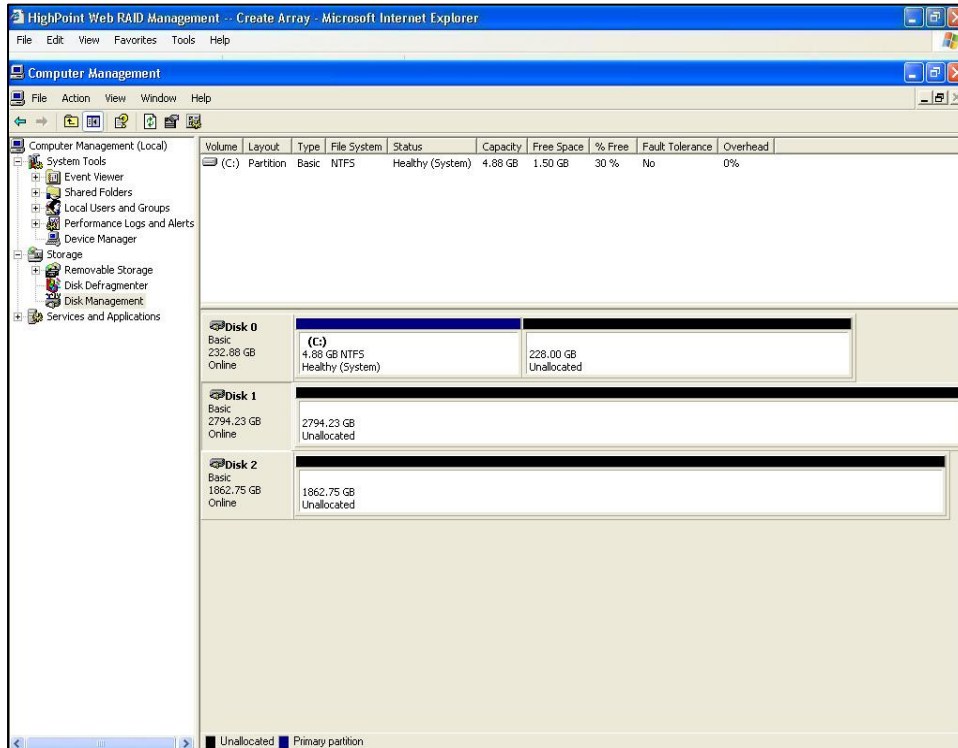 HighPoint Web RAID Management -- Create Array - Microsoft Internet Explorer
File Edit View Favorites Tools Help
Computer Management
File Action View Window Help
Computer Management (Local)
System Tools
Event Viewer
Shared Folders
Local Users and Groups
Performance Logs and Alerts
Device Manager
Storage
Removable Storage
Disk Defragmenter
Disk Management
Services and Applications
Volume Layout Type File System Status Capacity Free Space % Free Fault Tolerance Overhead
(C:) Partition Basic NTFS Healthy (System) 4.88 GB 1.50 GB 30 % No 0%
Disk 0
Basic
232.88 GB
Online
(C:)
4.88 GB NTFS
Healthy (System)
228.00 GB
Unallocated
Disk 1
Basic
2794.23 GB
Online
2794.23 GB
Unallocated
Disk 2
Basic
1862.75 GB
Online
1862.75 GB
Unallocated
Unallocated Primary partition